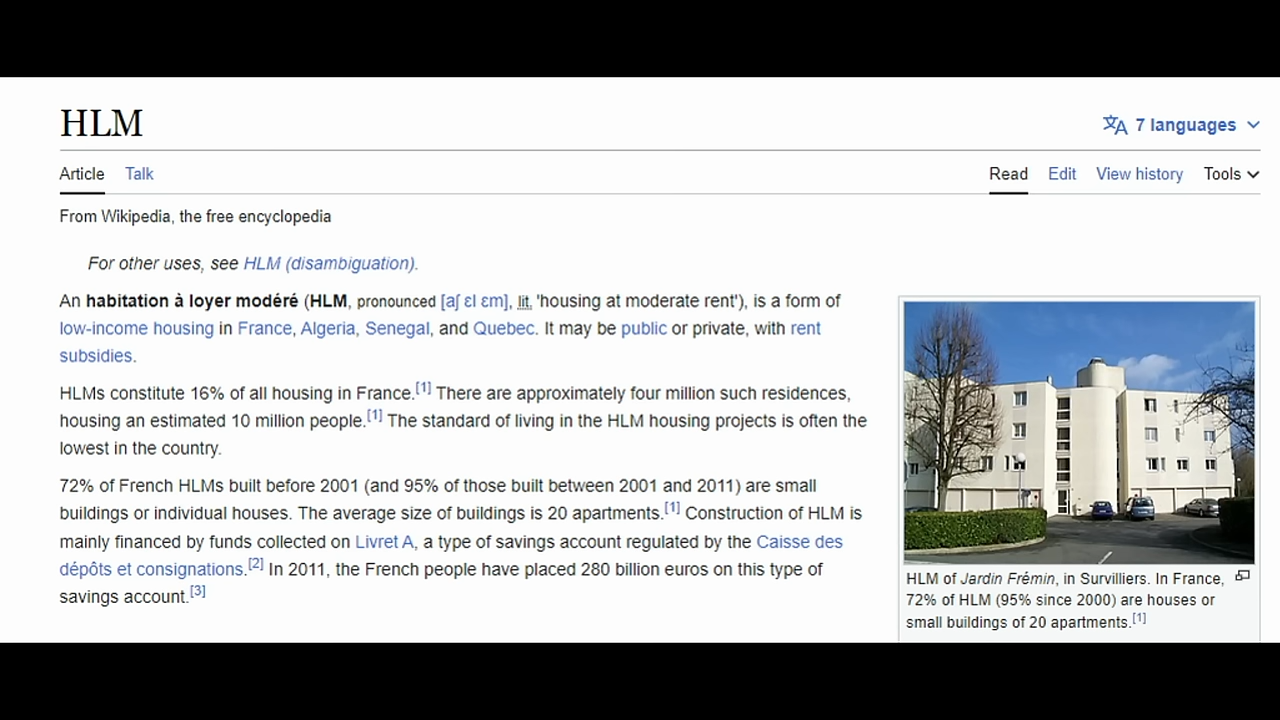 HLM
7 languages
Article Talk Read Edit View history Tools
From Wikipedia, the free encyclopedia
For other uses, see HLM (disambiguation).
An habitation à loyer modéré (HLM, pronounced [aʃ ɛl ɛm], lit. 'housing at moderate rent'), is a form of
low-income housing in France, Algeria, Senegal, and Quebec. It may be public or private, with rent
subsidies.
HLMs constitute 16% of all housing in France.[1] There are approximately four million such residences,
housing an estimated 10 million people.[1] The standard of living in the HLM housing projects is often the
lowest in the country.
72% of French HLMs built before 2001 (and 95% of those built between 2001 and 2011) are small
buildings or individual houses. The average size of buildings is 20 apartments.[1] Construction of HLM is
mainly financed by funds collected on Livret A, a type of savings account regulated by the Caisse des
dépôts et consignations.[2] In 2011, the French people have placed 280 billion euros on this type of
savings account.[3]
HLM of Jardin Frémin, in Survilliers. In France,
72% of HLM (95% since 2000) are houses or
small buildings of 20 apartments.[1]